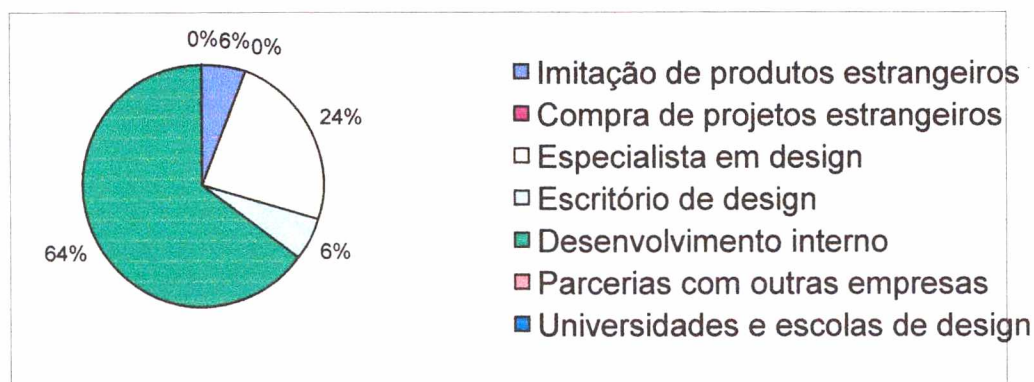 0%6%0%
24%
6%
64%
Imitação de produtos estrangeiros
Compra de projetos estrangeiros
Especialista em design
Escritório de design
Desenvolvimento interno
Parcerias com outras empresas
Universidades e escolas de design